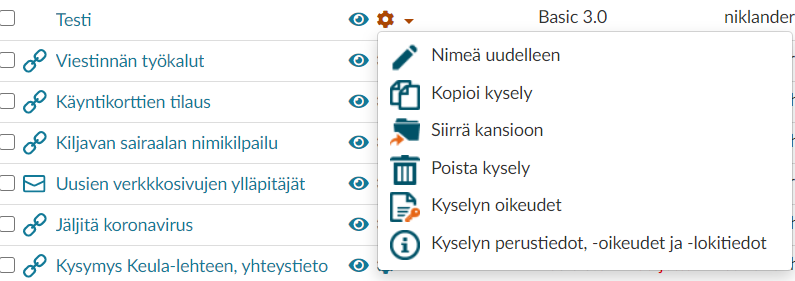 Testi Basic 3.0 niklander
Nimeä uudelleen
Viestinnän työkalut
Kopioi kysely
Käyntikorttien tilaus
Siirrä kansioon
Kiljavan sairaalan nimikilpailu
Poista kysely
Uusien verkkkosivujen ylläpitäjät
Kyselyn oikeudet
Jäljitä koronavirus
Kyselyn perustiedot, -oikeudet ja -lokitiedot
Kysymys Keula-lehteen, yhteystieto